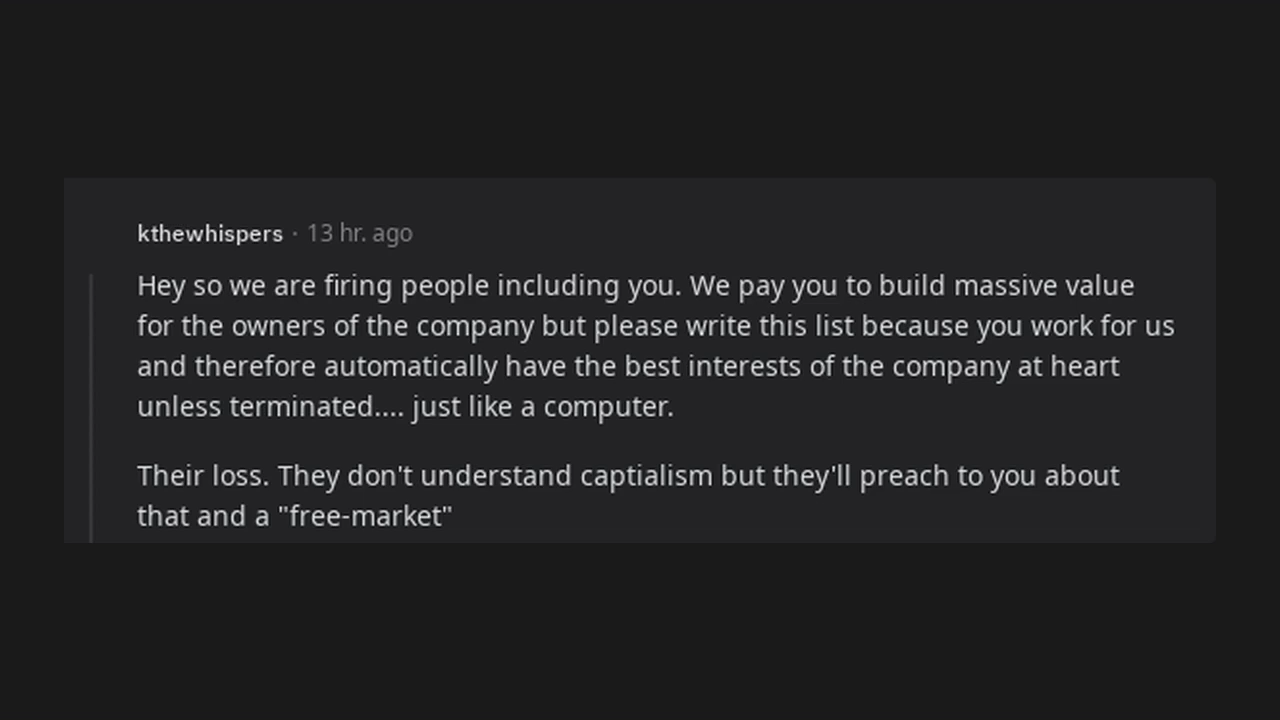 kthewhispers · 13 hr. ago
Hey so we are firing people including you. We pay you to build massive value
for the owners of the company but please write this list because you work for us
and therefore automatically have the best interests of the company at heart
unless terminated.... just like a computer.
Their loss. They don't understand captialism but they'll preach to you about
that and a "free-market"